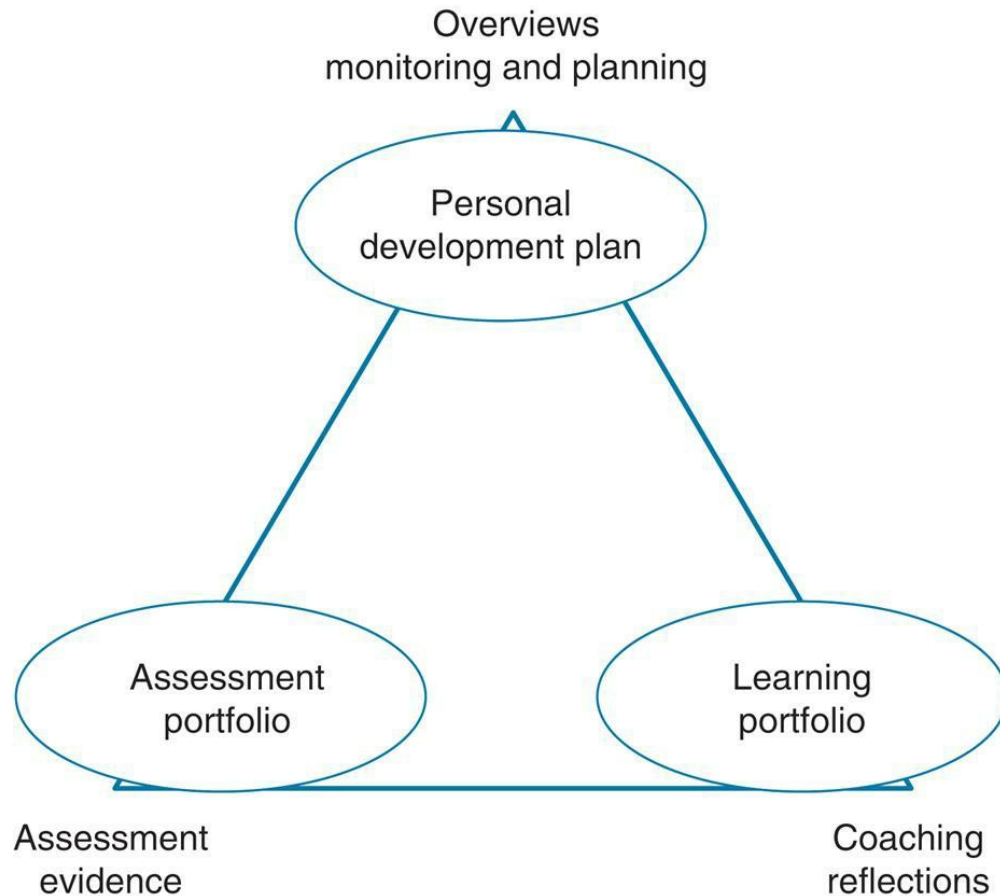 Overviews
monitoring and planning
Personal
development plan
Assessment
portfolio
Learning
portfolio
Assessment
evidence
Coaching
reflections